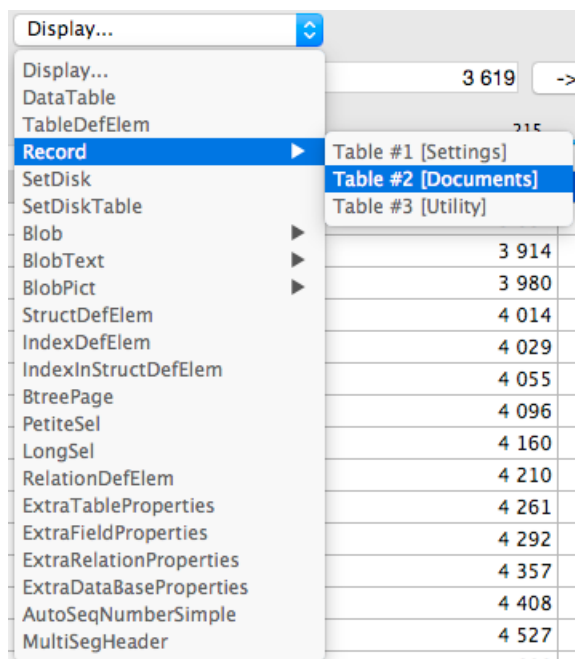 Display...
Display...
3 619
->
DataTable
TableDefElem
215
Record
Table #1 [Settings]
SetDisk
Table #2 [Documents]
SetDiskTable
Table #3 [Utility]
Blob
BlobText
3 914
BlobPict
3 980
StructDefElem
4 014
IndexDefElem
4 029
IndexInStructDefElem
4 055
BtreePage
4 096
PetiteSel
LongSel
4 160
RelationDefElem
4 210
ExtraTableProperties
4 261
ExtraFieldProperties
4 292
ExtraRelationProperties
4 357
ExtraDataBaseProperties
AutoSeqNumberSimple
4 408
MultiSegHeader
4 527